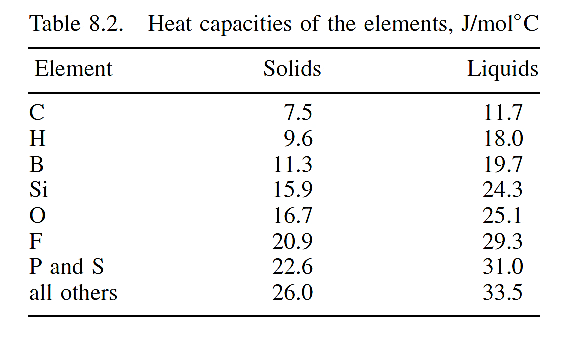 Table 8.2. Heat capacities of the elements, J/mol°C
Element Solids Liquids
C 7.5 11.7
H 9.6 18.0
B 11.3 19.7
Si 15.9 24.3
O 16.7 25.1
F 20.9 29.3
P and S 22.6 31.0
all others 26.0 33.5